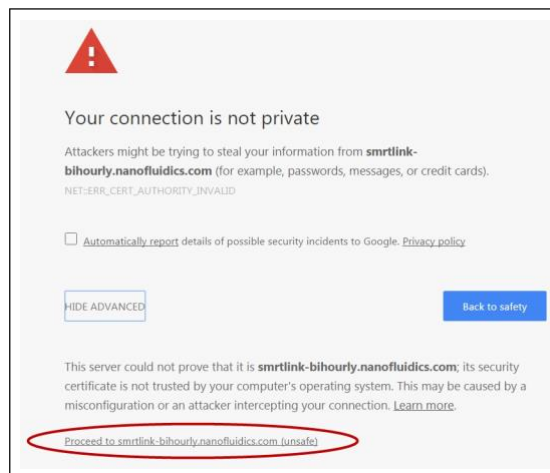 Your connection is not private
Attackers might be trying to steal your information from smrtlink-
bihourly.nanofluidics.com (for example, passwords, messages, or credit cards).
NET::ERR_CERT_AUTHORITY_INVALID
Automatically report details of possible security incidents to Google. Privacy policy
HIDE ADVANCED
Back to safety
This server could not prove that it is smrtlink-bihourly.nanofluidics.com; its security
certificate is not trusted by your computer's operating system. This may be caused by a
misconfiguration or an attacker intercepting your connection. Learn more.
Proceed to smrtlink-bihourly.nanofluidics.com (unsafe)